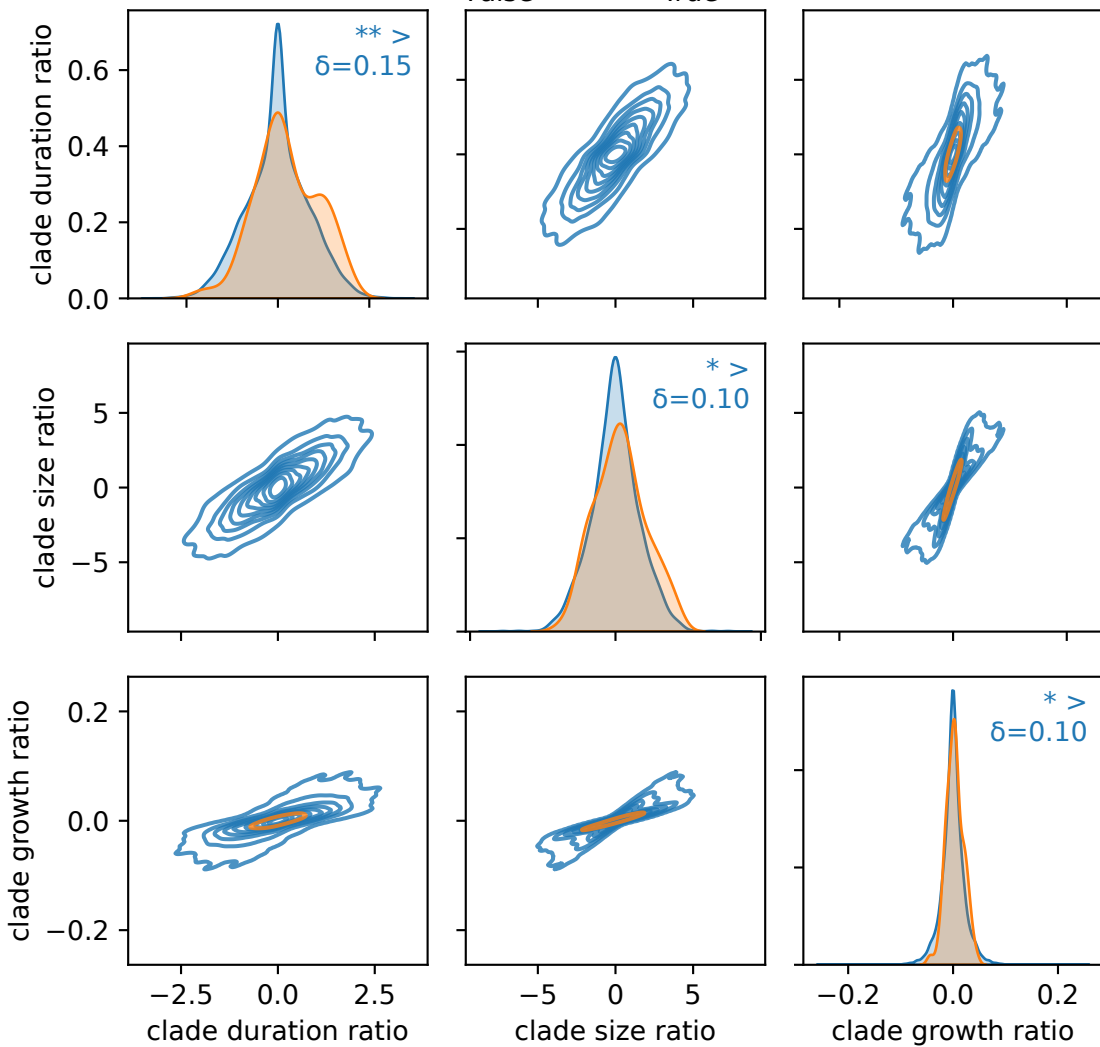 clade duration ratio
0.6
0.4
0.2
0.0
** >
δ=0.15
clade size ratio
5
0
−5
* >
δ=0.10
clade growth ratio
0.2
0.0
−0.2
* >
δ=0.10
−2.5 0.0 2.5
−5 0 5
−0.2 0.0 0.2
clade duration ratio
clade size ratio
clade growth ratio